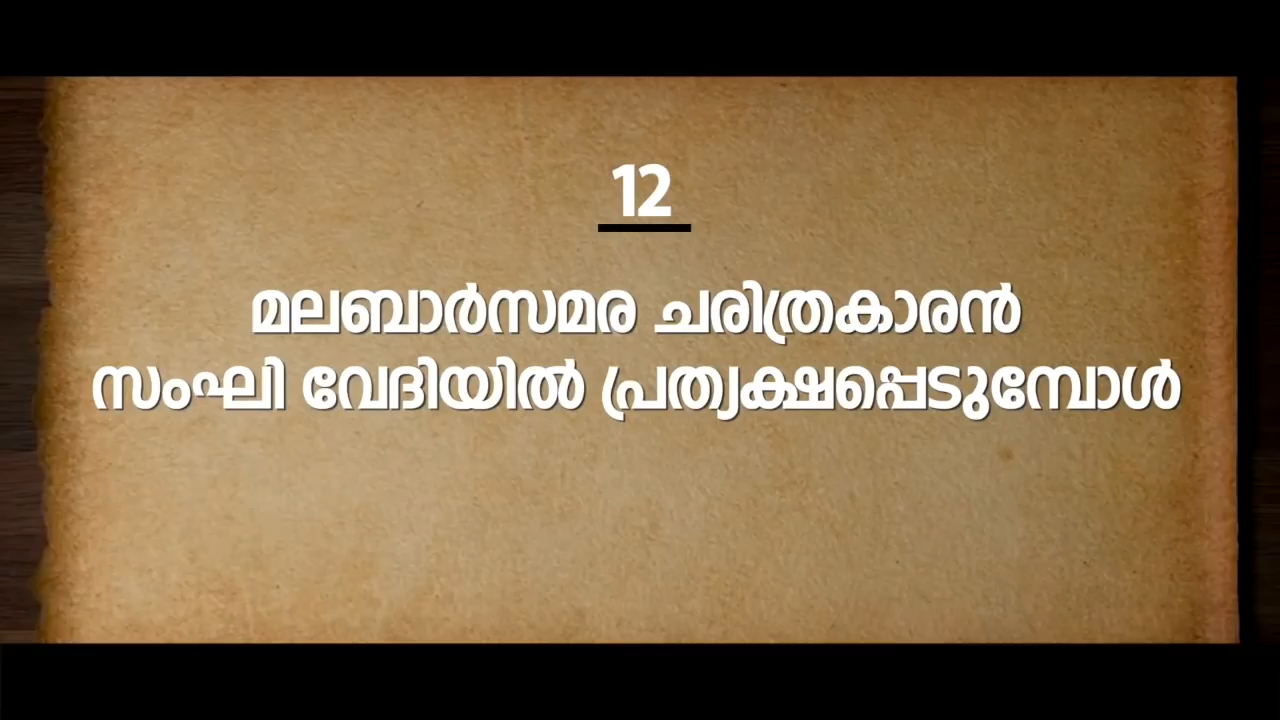 12
മലബാർസമര ചരിത്രകാരൻ
സംഘി വേദിയിൽ പ്രത്യക്ഷപ്പെടുമ്പോൾ